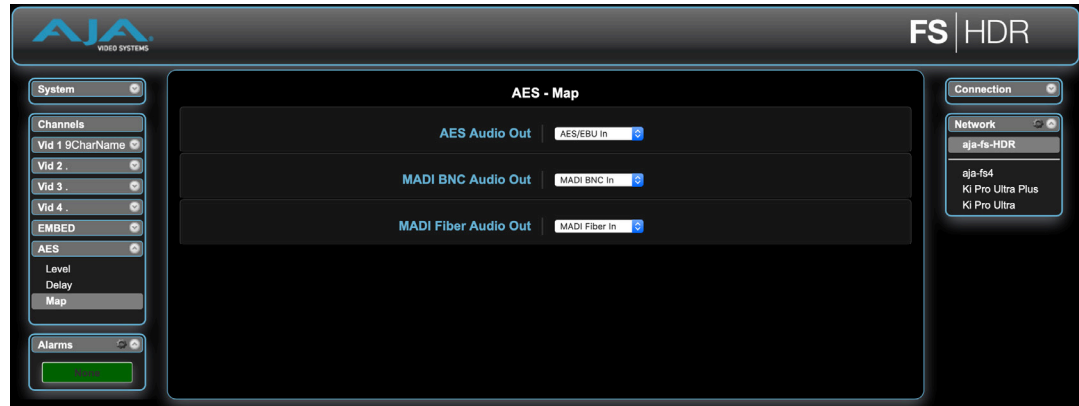 AJA
VIDEO SYSTEMS
FS|HDR
System
Channels
Vid 1 9CharName
Vid 2 .
Vid 3 .
Vid 4 .
EMBED
AES
Level
Delay
Map
Alarms
None
AES - Map
AES Audio Out AES/EBU In
MADI BNC Audio Out MADI BNC In
MADI Fiber Audio Out MADI Fiber In
Connection
Network
aja-fs-HDR
aja-fs4
Ki Pro Ultra Plus
Ki Pro Ultra